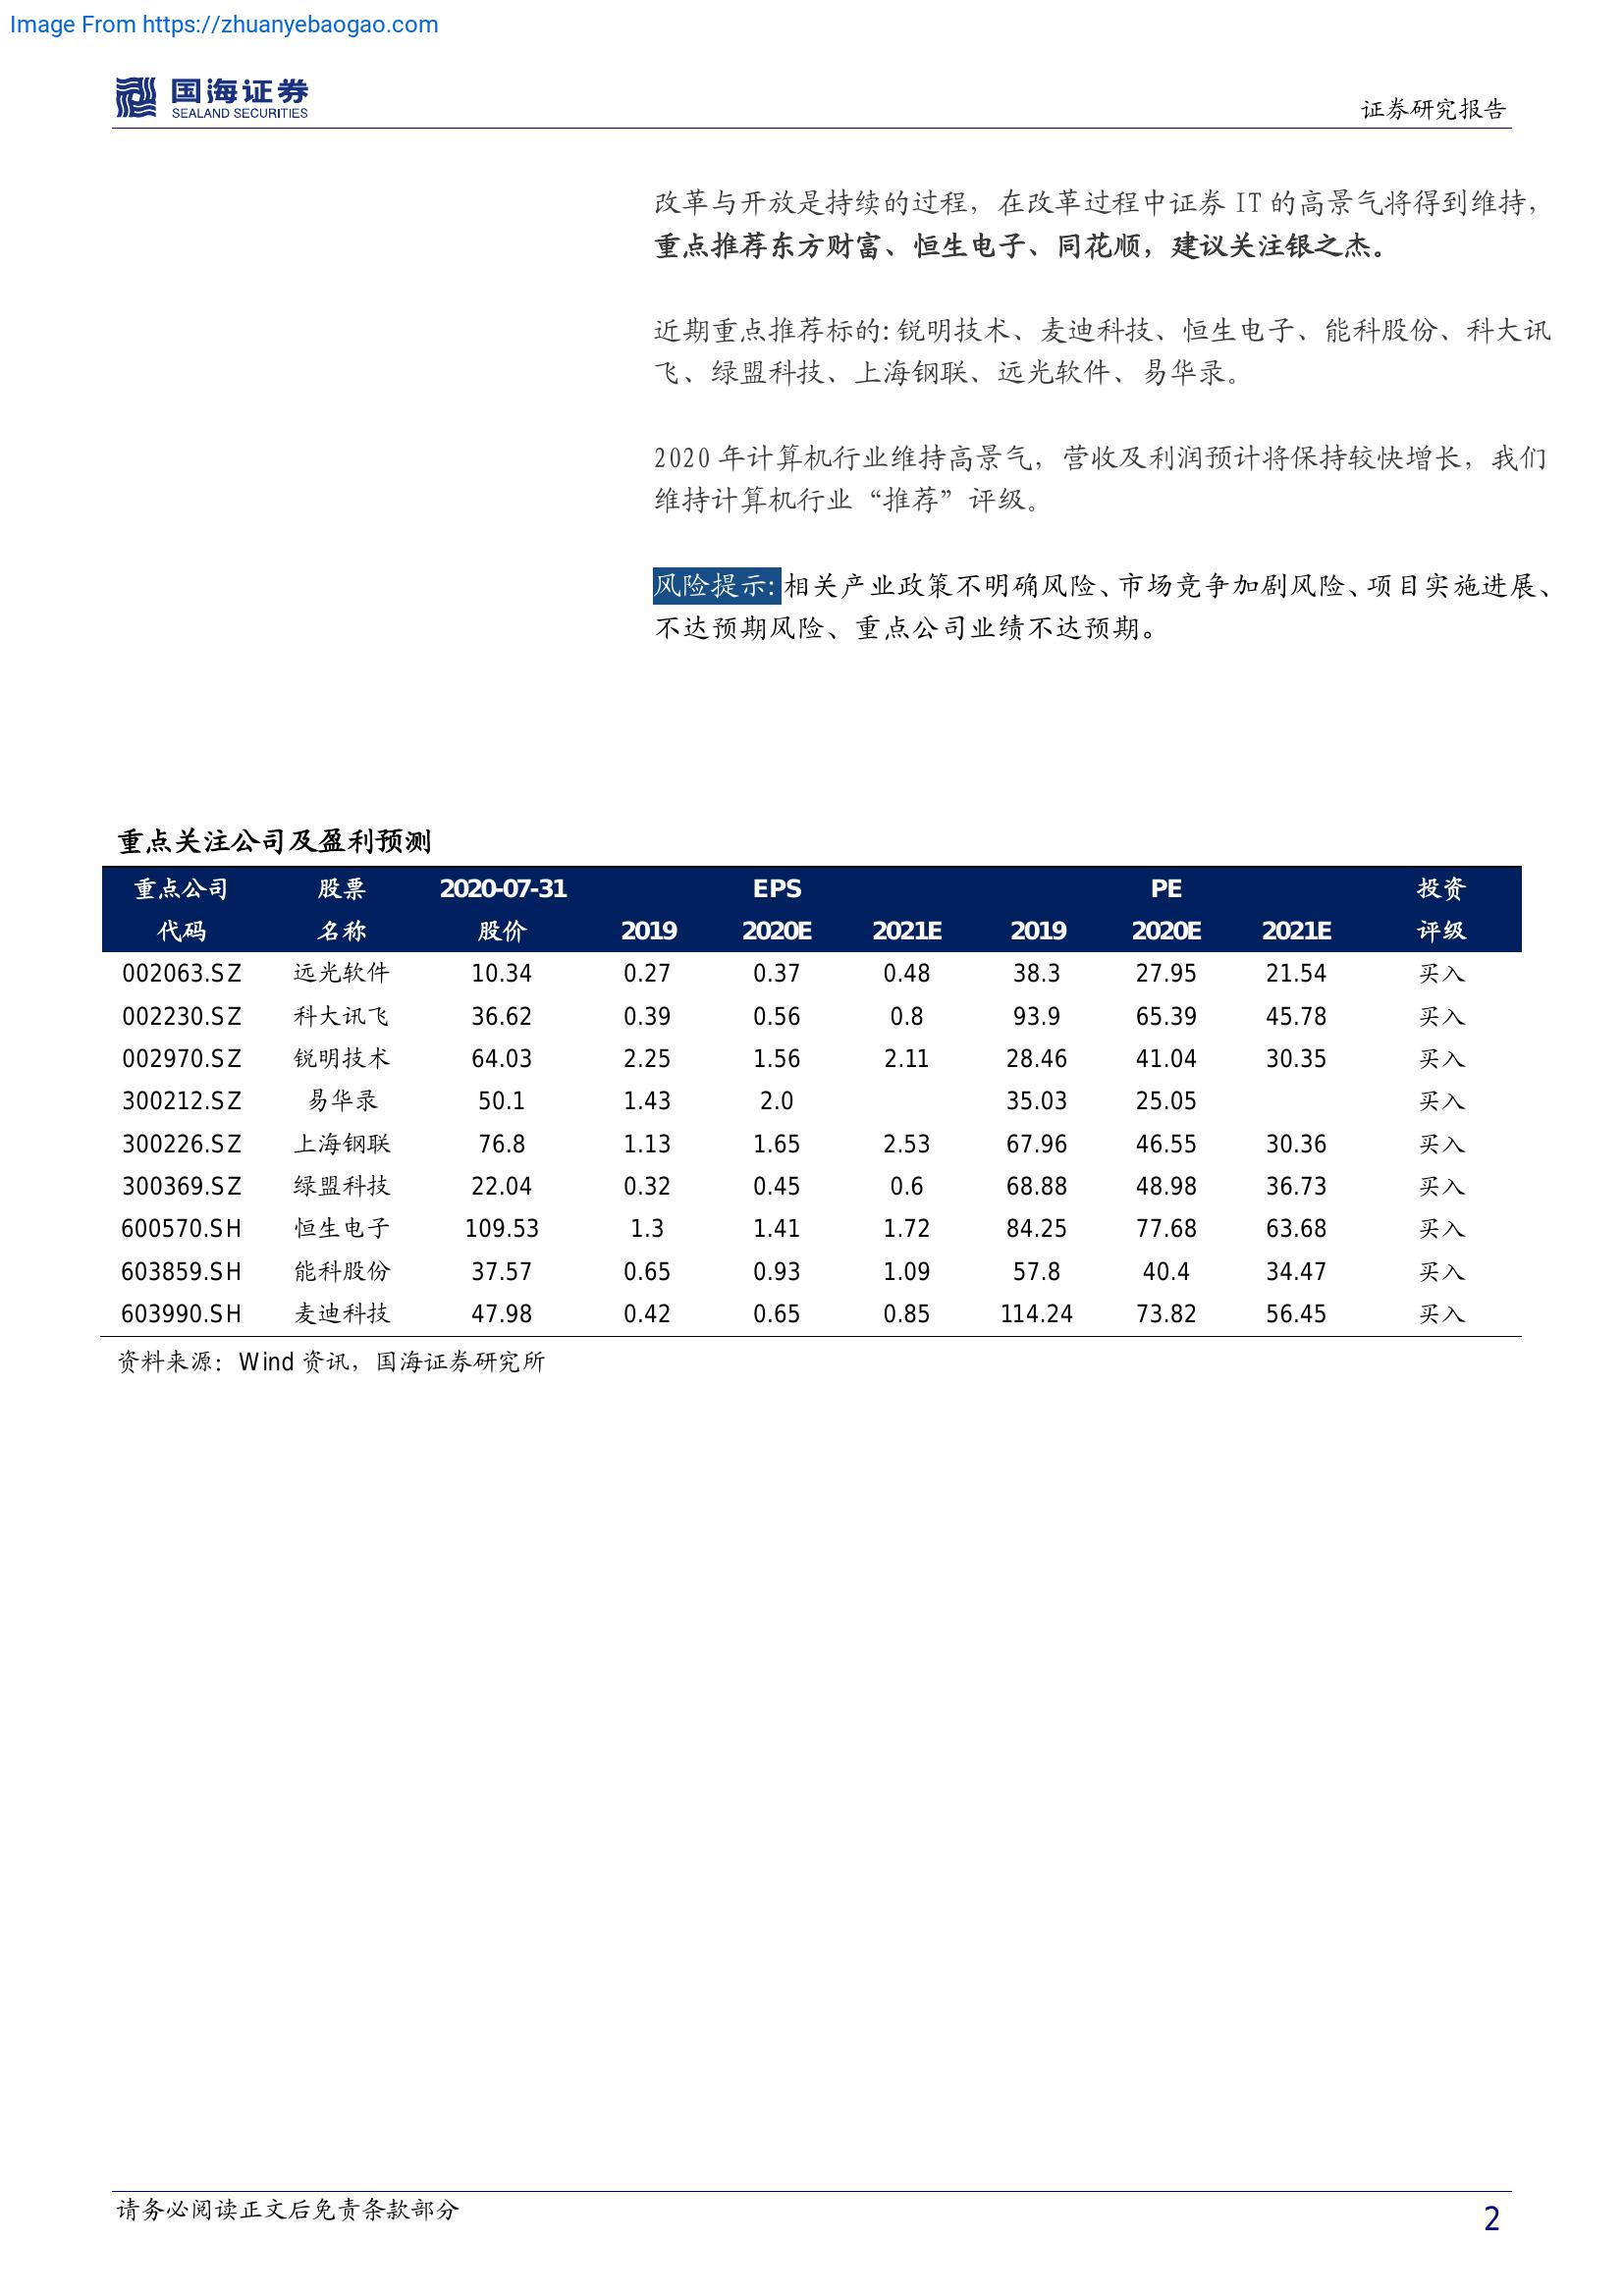 Image From https://zhuanyebaogao.com
国海证券
SEALAND SECURITIES
证券研究报告
改革与开放是持续的过程，在改革过程中证券 IT 的高景气将得到维持，
重点推荐东方财富、恒生电子、同花顺，建议关注银之杰。
近期重点推荐标的：锐明技术、麦迪科技、恒生电子、能科股份、科大讯
飞、绿盟科技、上海钢联、远光软件、易华录。
2020 年计算机行业维持高景气，营收及利润预计将保持较快增长，我们
维持计算机行业“推荐”评级。
风险提示：相关产业政策不明确风险、市场竞争加剧风险、项目实施进展、
不达预期风险、重点公司业绩不达预期。
重点关注公司及盈利预测
重点公司 股票 2020-07-31 EPS PE 投资
代码 名称 股价 2019 2020E 2021E 2019 2020E 2021E 评级
002063.SZ 远光软件 10.34 0.27 0.37 0.48 38.3 27.95 21.54 买入
002230.SZ 科大讯飞 36.62 0.39 0.56 0.8 93.9 65.39 45.78 买入
002970.SZ 锐明技术 64.03 2.25 1.56 2.11 28.46 41.04 30.35 买入
300212.SZ 易华录 50.1 1.43 2.0 35.03 25.05 买入
300226.SZ 上海钢联 76.8 1.13 1.65 2.53 67.96 46.55 30.36 买入
300369.SZ 绿盟科技 22.04 0.32 0.45 0.6 68.88 48.98 36.73 买入
600570.SH 恒生电子 109.53 1.3 1.41 1.72 84.25 77.68 63.68 买入
603859.SH 能科股份 37.57 0.65 0.93 1.09 57.8 40.4 34.47 买入
603990.SH 麦迪科技 47.98 0.42 0.65 0.85 114.24 73.82 56.45 买入
资料来源：Wind 资讯，国海证券研究所
请务必阅读正文后免责条款部分
2